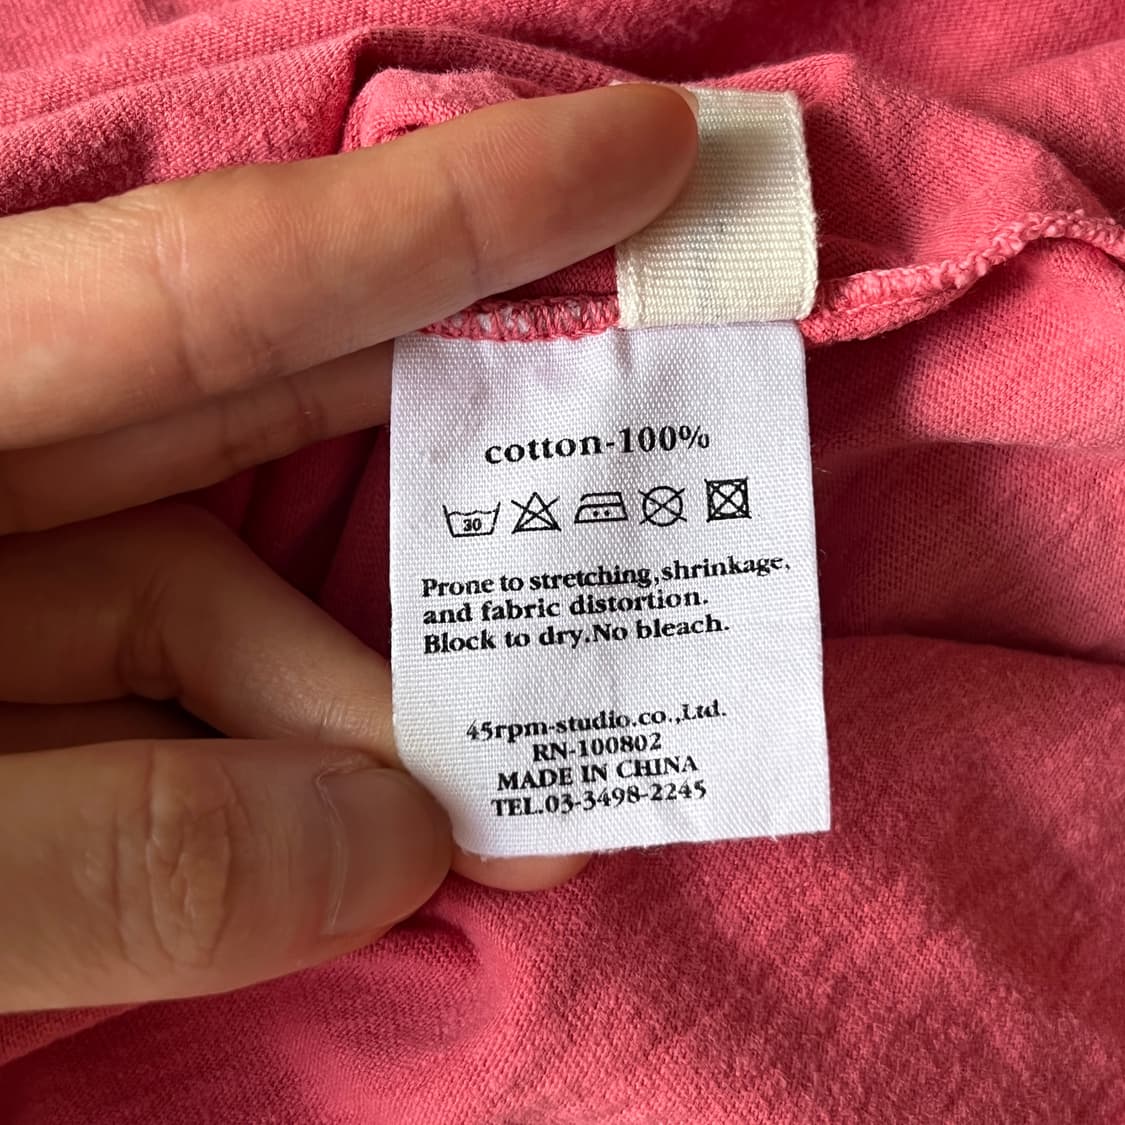 cotton-100%
30
Prone to stretching,shrinkage,
and fabric distortion.
Block to dry.No bleach.
45rpm-studio.co.,Ltd.
RN-100802
MADE IN CHINA
TEL.03-3498-2245